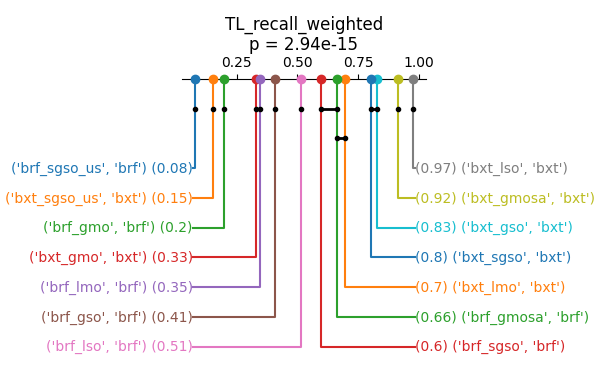 TL_recall_weighted
p = 2.94e-15
0.25 0.50 0.75 1.00
('brf_sgso_us', 'brf') (0.08) (0.97) ('bxt_lso', 'bxt')
('bxt_sgso_us', 'bxt') (0.15) (0.92) ('bxt_gmosa', 'bxt')
('brf_gmo', 'brf') (0.2) (0.83) ('bxt_gso', 'bxt')
('bxt_gmo', 'bxt') (0.33) (0.8) ('bxt_sgso', 'bxt')
('brf_lmo', 'brf') (0.35) (0.7) ('bxt_lmo', 'bxt')
('brf_gso', 'brf') (0.41) (0.66) ('brf_gmosa', 'brf')
('brf_lso', 'brf') (0.51) (0.6) ('brf_sgso', 'brf')